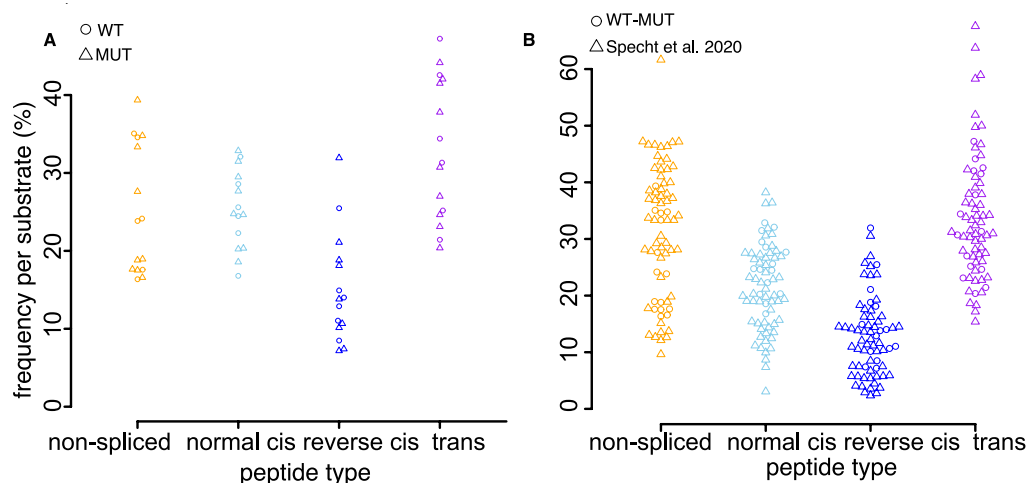 A
WT
MUT
frequency per substrate (%)
40
30
20
10
0
non-spliced
normal cis
reverse cis
trans
peptide type
B
WT-MUT
Specht et al. 2020
60
50
40
30
20
10
0
non-spliced
normal cis
reverse cis
trans
peptide type